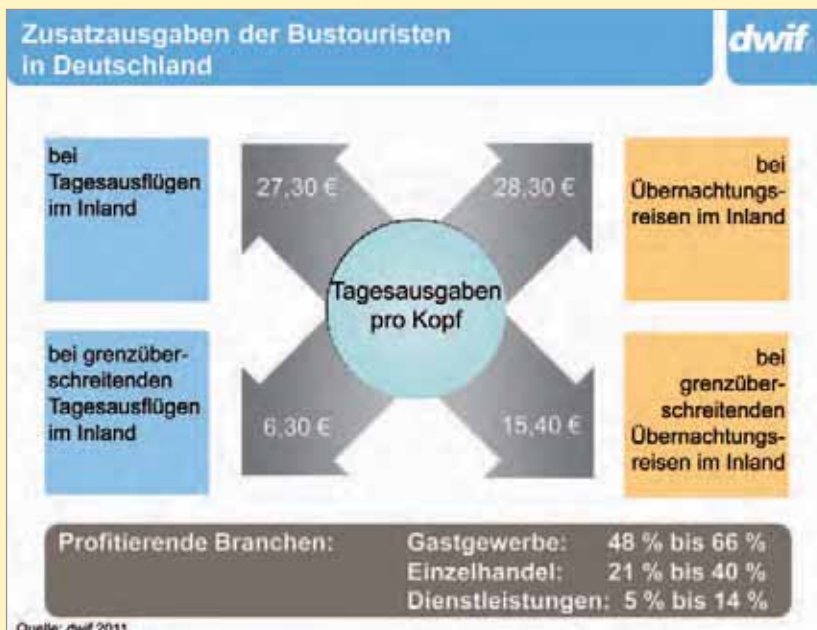 Zusatzausgaben der Bustouristen
in Deutschland
dwif
bei
Tagesausflügen
im Inland
27,30 €
28,30 €
bei
Übernachtungs-
reisen im Inland
Tagesausgaben
pro Kopf
bei grenzüber-
schreitenden
Tagesausflügen
im Inland
6,30 €
15,40 €
bei
grenzüber-
schreitenden
Übernachtungs-
reisen im Inland
Profitierende Branchen:
Gastgewerbe: 48 % bis 66 %
Einzelhandel: 21 % bis 40 %
Dienstleistungen: 5 % bis 14 %
Quelle: dwif 2011